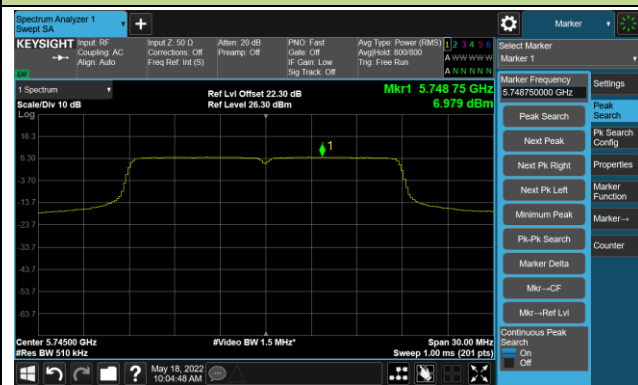 Spectrum Analyzer 1
Swept SA
+
Marker
KEYSIGHT
Input: RF
Coupling: AC
Align: Auto
Input Z: 50 Ω
Corrections: Off
Freq Ref: Int (S)
Atten: 20 dB
Preamp: Off
PNO: Fast
Gate: Off
IF Gain: Low
Sig Track: Off
Avg Type: Power (RMS)
Avg|Hold: 800/800
Trig: Free Run
1 2 3 4 5 6
A W W W W W
A N N N N N
Select Marker
Marker 1
1 Spectrum
Scale/Div 10 dB
Ref Lvl Offset 22.30 dB
Ref Level 26.30 dBm
Mkr1 5.748 75 GHz
6.979 dBm
Log
16.3
6.30
-3.70
-13.7
-23.7
-33.7
-43.7
-53.7
-63.7
1
Center 5.74500 GHz
#Res BW 510 kHz
#Video BW 1.5 MHz*
Span 30.00 MHz
Sweep 1.00 ms (201 pts)
Marker Frequency
5.748750000 GHz
Peak Search
Next Peak
Next Pk Right
Next Pk Left
Minimum Peak
Pk-Pk Search
Marker Delta
Mkr→CF
Mkr→Ref Lvl
Continuous Peak
Search
On
Off
Settings
Peak
Search
Pk Search
Config
Properties
Marker
Function
Marker→
Counter
?
May 18, 2022
10:04:48 AM